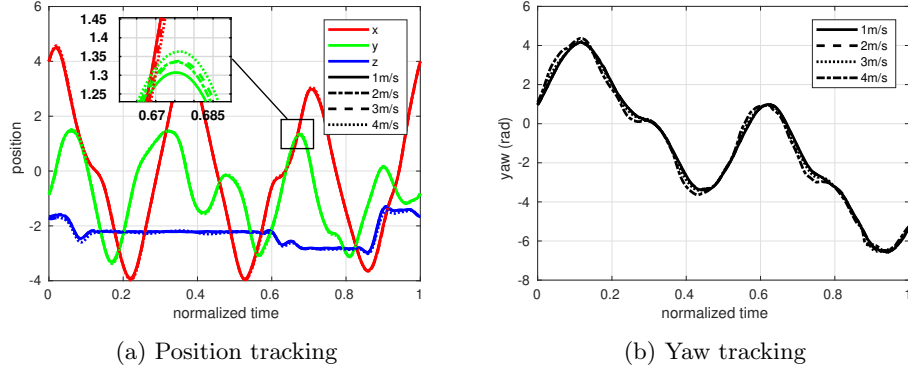 1.45
1.4
1.35
1.3
1.25
0.67 0.685
6
4
2
0
-2
-4
position
0 0.2 0.4 0.6 0.8 1
normalized time
x
y
z
1m/s
2m/s
3m/s
4m/s
(a) Position tracking
8
6
4
2
0
-2
-4
-6
-8
yaw (rad)
0 0.2 0.4 0.6 0.8 1
normalized time
1m/s
2m/s
3m/s
4m/s
(b) Yaw tracking